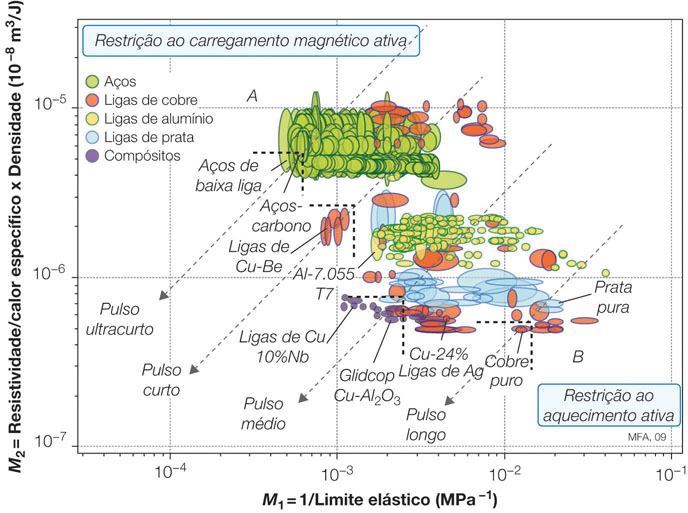 Restrição ao carregamento magnético ativa
A
Aços
Ligas de cobre
Ligas de alumínio
Ligas de prata
Compósitos
Aços de
baixa liga
Aços-
carbono
Ligas de
Cu-Be
Al-7.055
T7
Prata
pura
Pulso
ultracurto
Ligas de Cu
10%Nb
Pulso
curto
Glidcop
Cu-Al₂O₃
Cu-24%
Ligas de Ag
Cobre
puro
B
Pulso
médio
Pulso
longo
Restrição ao
aquecimento ativa
MFA, 09
10⁻⁵
10⁻⁶
10⁻⁷
10⁻⁴
10⁻³
10⁻²
10⁻¹
M₂= Resistividade/calor específico x Densidade (10⁻⁸ m³/J)
M₁=1/Limite elástico (MPa⁻¹)